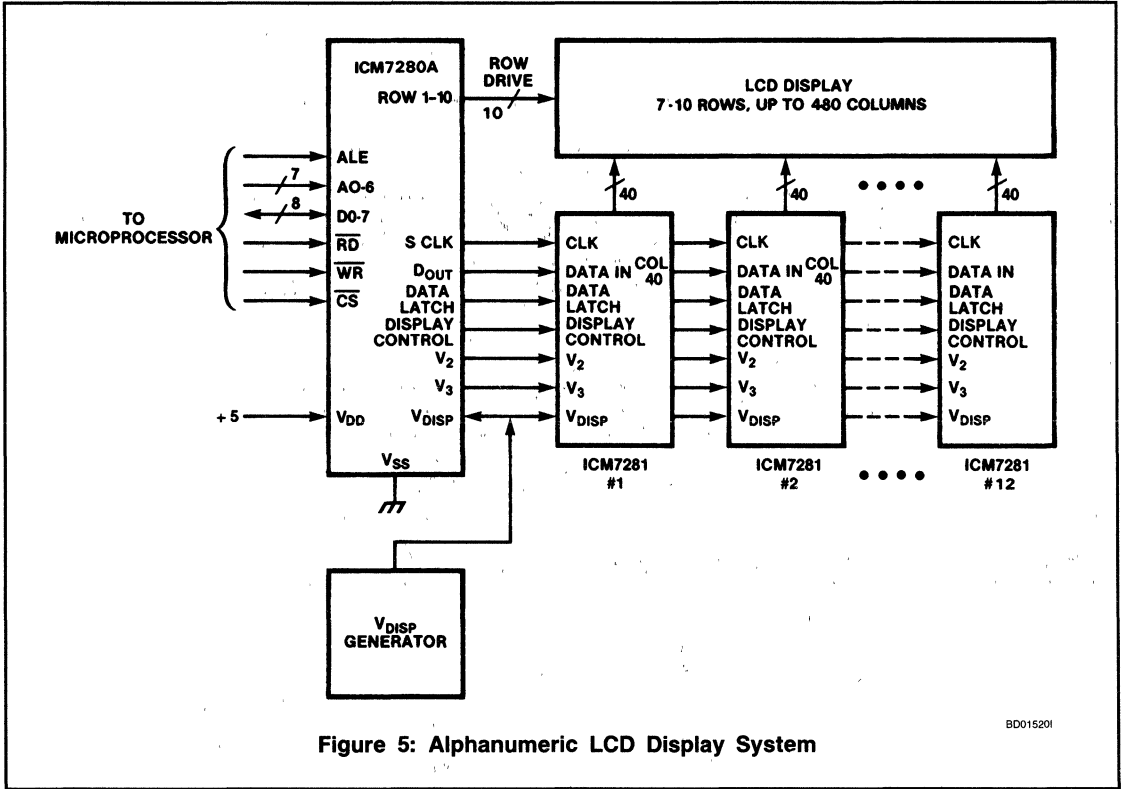 ICM7280A
ROW 1–10
ROW
DRIVE
10
LCD DISPLAY
7-10 ROWS, UP TO 480 COLUMNS
TO
MICROPROCESSOR
ALE
7
AO-6
8
D0-7
RD
WR
CS
+5
VDD
VSS
S CLK
DOUT
DATA
LATCH
DISPLAY
CONTROL
V2
V3
VDISP
40
CLK
DATA IN
COL
40
DATA
LATCH
DISPLAY
CONTROL
V2
V3
VDISP
ICM7281
#1
40
CLK
DATA IN
COL
40
DATA
LATCH
DISPLAY
CONTROL
V2
V3
VDISP
ICM7281
#2
40
CLK
DATA IN
DATA
LATCH
DISPLAY
CONTROL
V2
V3
VDISP
ICM7281
#12
VDISP
GENERATOR
BD01520I
Figure 5: Alphanumeric LCD Display System